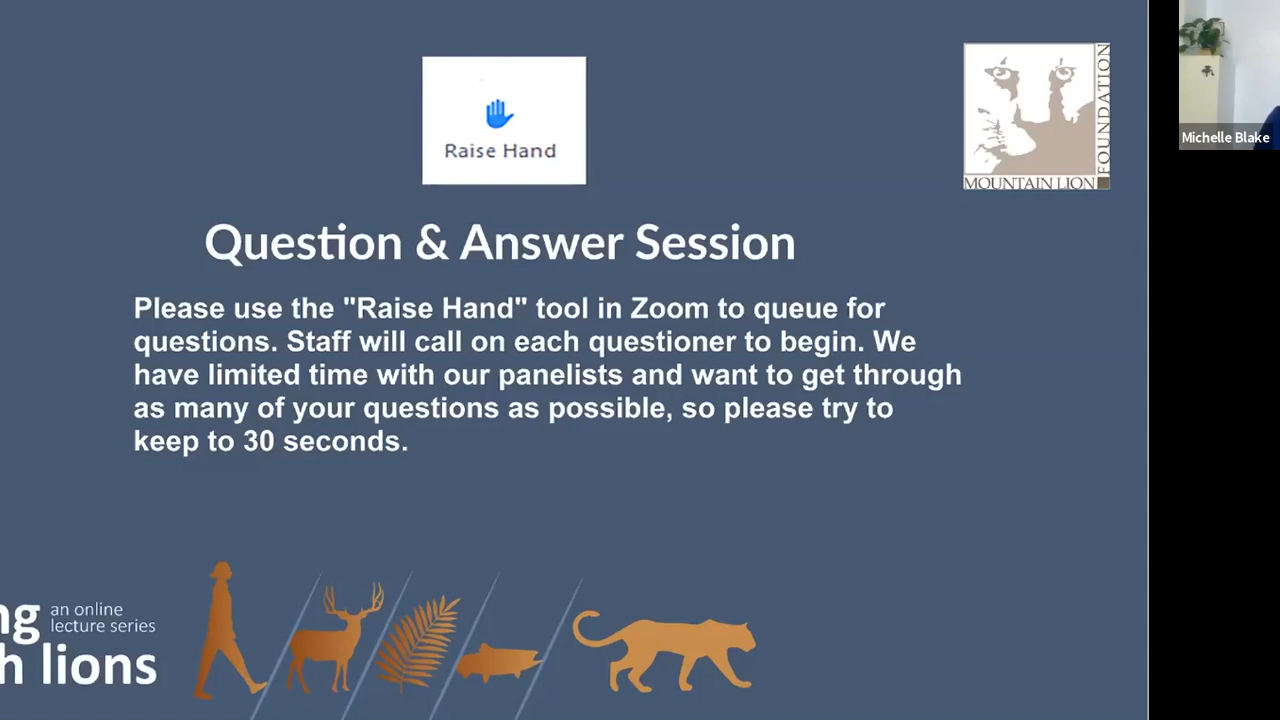 Raise Hand
MOUNTAIN LION
FOUNDATION
Michelle Blake
Question & Answer Session
Please use the "Raise Hand" tool in Zoom to queue for
questions. Staff will call on each questioner to begin. We
have limited time with our panelists and want to get through
as many of your questions as possible, so please try to
keep to 30 seconds.
an online
lecture series
lions